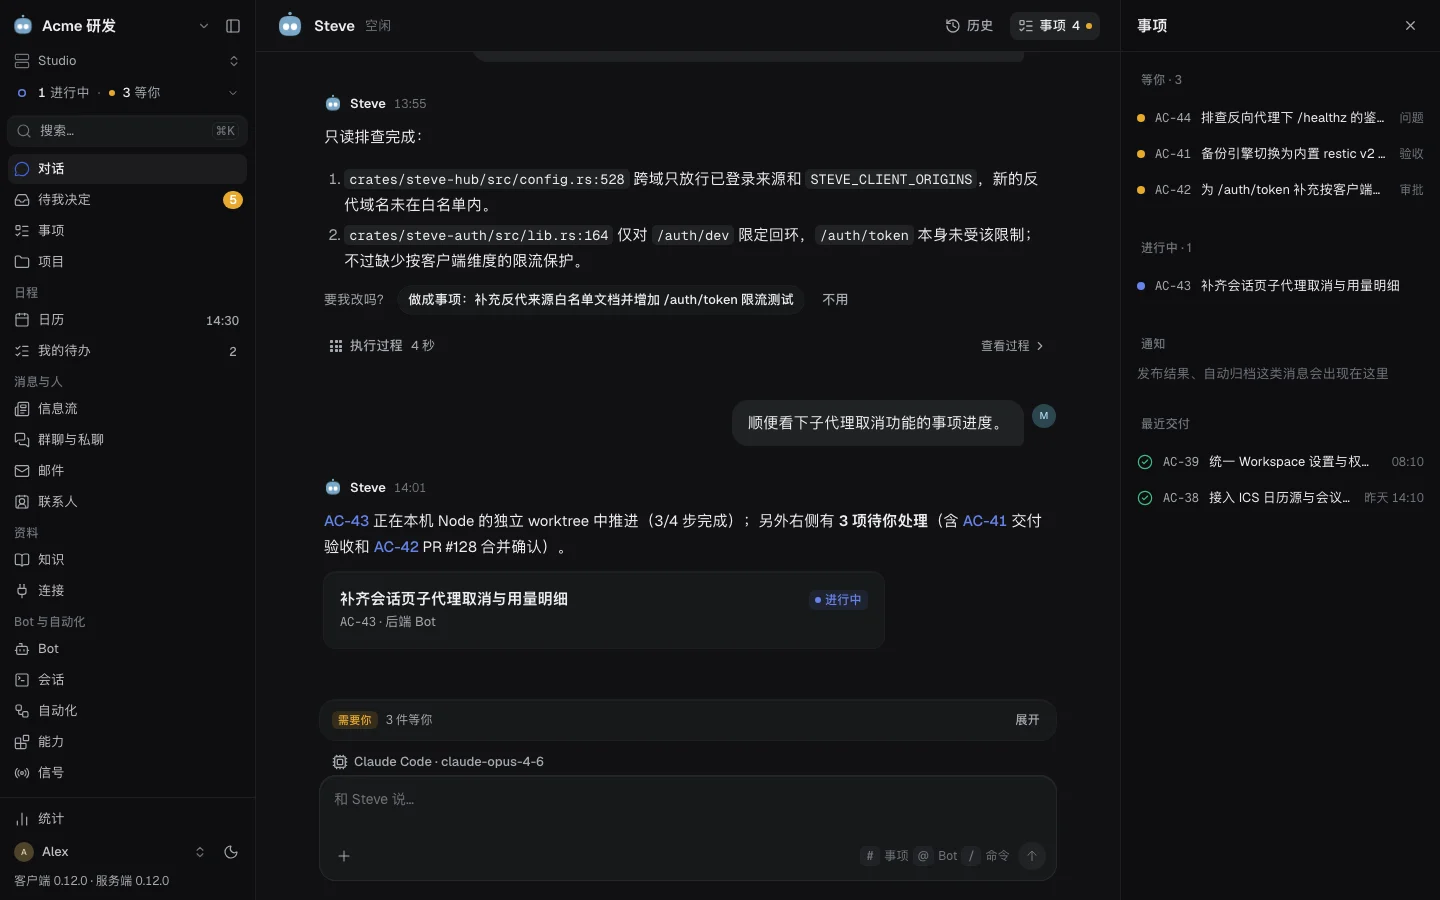 Acme 研发
Studio
1 进行中 · 3 等你
搜索... ⌘K
对话
待我决定 5
事项
项目
日程
日历 14:30
我的待办 2
消息与人
信息流
群聊与私聊
邮件
联系人
资料
知识
连接
Bot 与自动化
Bot
会话
自动化
能力
信号
统计
A Alex
客户端 0.12.0 · 服务端 0.12.0
Steve 空闲
历史
事项 4
Steve 13:55
只读排查完成：
1. crates/steve-hub/src/config.rs:528 跨域只放行已登录来源和 STEVE_CLIENT_ORIGINS，新的反
代域名未在白名单内。
2. crates/steve-auth/src/lib.rs:164 仅对 /auth/dev 限定回环，/auth/token 本身未受该限制；
不过缺少按客户端维度的限流保护。
要我改吗？ 做成事项：补充反代来源白名单文档并增加 /auth/token 限流测试 不用
执行过程 4 秒 查看过程
顺便看下子代理取消功能的事项进度。 M
Steve 14:01
AC-43 正在本机 Node 的独立 worktree 中推进（3/4 步完成）；另外右侧有 3 项待你处理（含 AC-41 交付
验收和 AC-42 PR #128 合并确认）。
补齐会话页子代理取消与用量明细 进行中
AC-43 · 后端 Bot
需要你 3 件等你 展开
Claude Code · claude-opus-4-6
和 Steve 说...
# 事项 @ Bot / 命令
事项
等你 · 3
AC-44 排查反向代理下 /healthz 的鉴... 问题
AC-41 备份引擎切换为内置 restic v2 ... 验收
AC-42 为 /auth/token 补充按客户端... 审批
进行中 · 1
AC-43 补齐会话页子代理取消与用量明细
通知
发布结果、自动归档这类消息会出现在这里
最近交付
AC-39 统一 Workspace 设置与权... 08:10
AC-38 接入 ICS 日历源与会议... 昨天 14:10